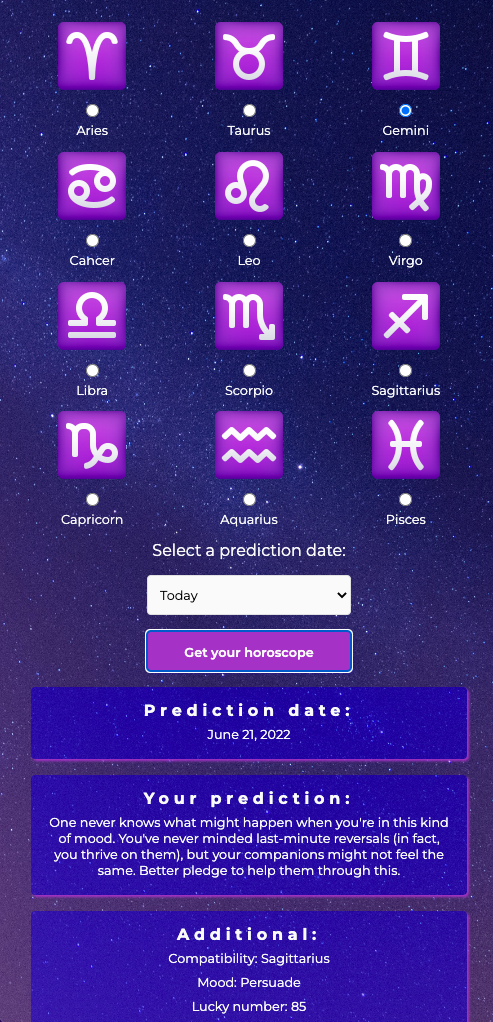 Aries Taurus Gemini
Cahcer Leo Virgo
Libra Scorpio Sagittarius
Capricorn Aquarius Pisces
Select a prediction date:
Today
Get your horoscope
Prediction date:
June 21, 2022
Your prediction:
One never knows what might happen when you're in this kind
of mood. You've never minded last-minute reversals (in fact,
you thrive on them), but your companions might not feel the
same. Better pledge to help them through this.
Additional:
Compatibility: Sagittarius
Mood: Persuade
Lucky number: 85